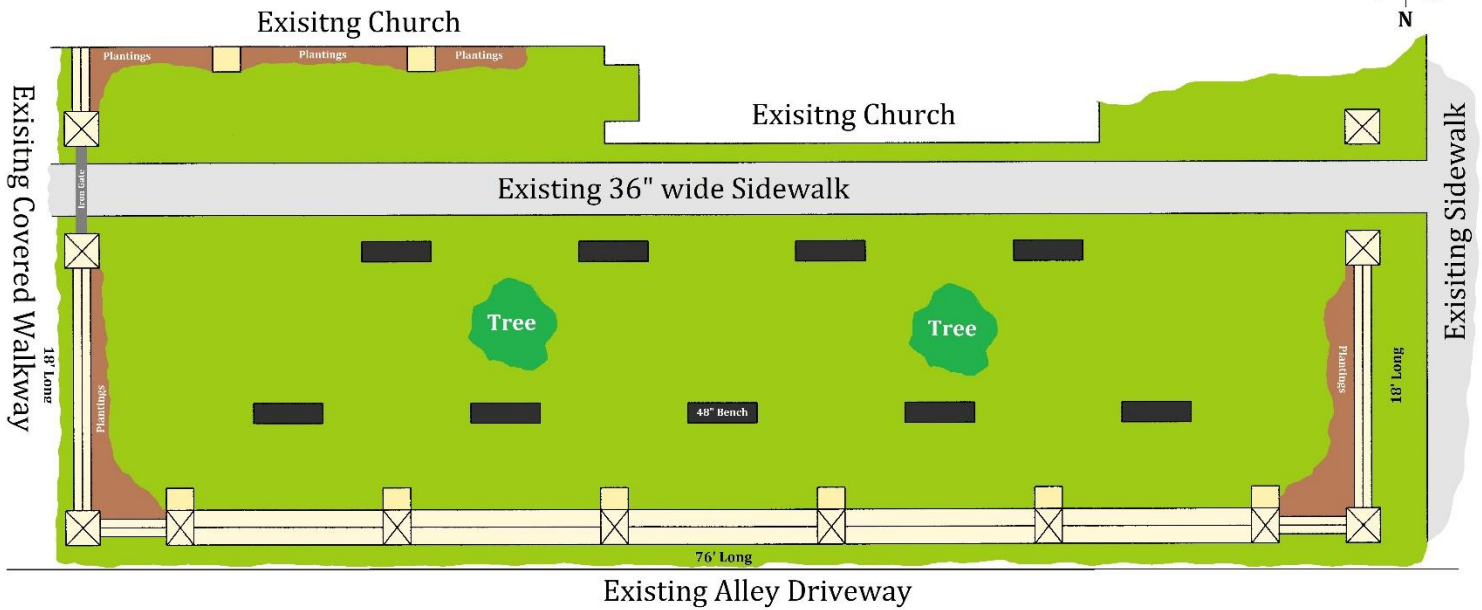 N
Exisitng Church
Plantings
Plantings
Plantings
Exisitng Church
Iron Gate
Existing 36" wide Sidewalk
Exisitng Covered Walkway
Exisiting Sidewalk
Tree
Tree
18' Long
Plantings
Plantings
18' Long
48" Bench
76' Long
Existing Alley Driveway